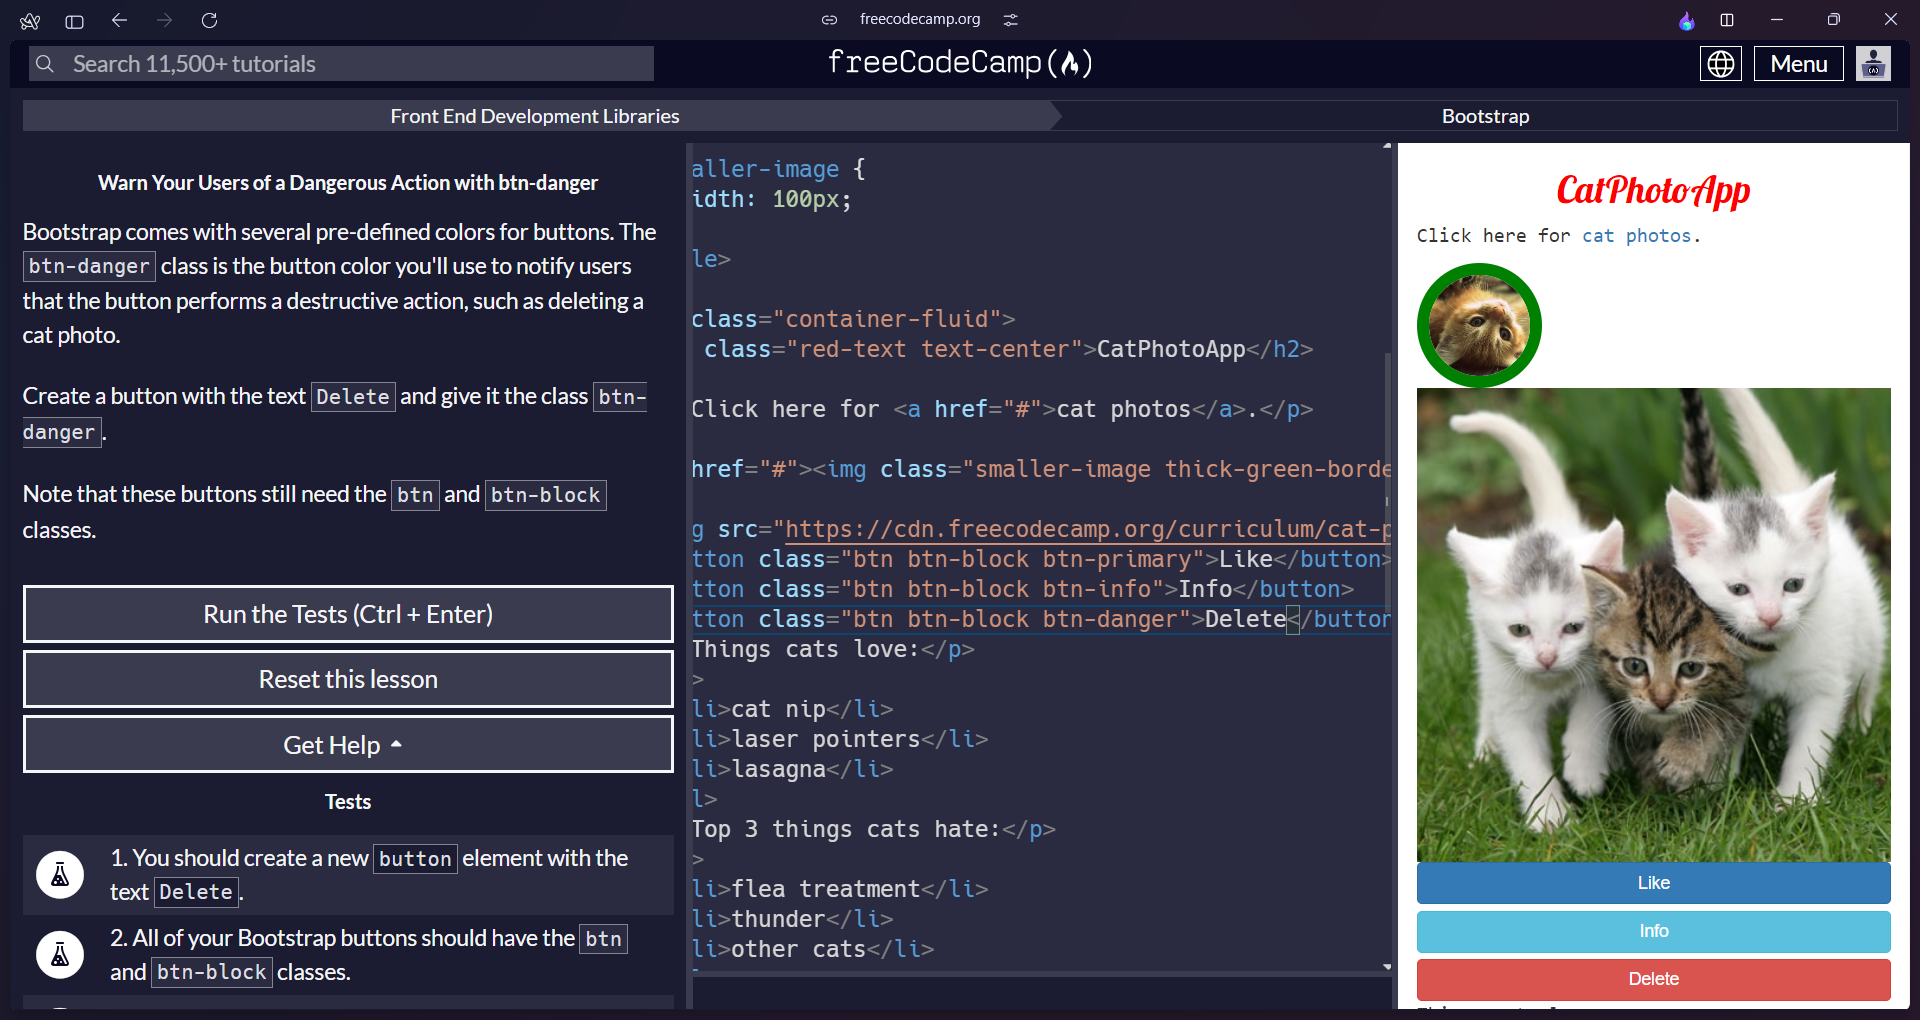 freecodecamp.org
Search 11,500+ tutorials
freeCodeCamp(🔥)
Menu
Front End Development Libraries
Bootstrap
Warn Your Users of a Dangerous Action with btn-danger
Bootstrap comes with several pre-defined colors for buttons. The
btn-danger class is the button color you'll use to notify users
that the button performs a destructive action, such as deleting a
cat photo.
Create a button with the text Delete and give it the class btn-
danger.
Note that these buttons still need the btn and btn-block
classes.
Run the Tests (Ctrl + Enter)
Reset this lesson
Get Help
Tests
1. You should create a new button element with the
text Delete.
2. All of your Bootstrap buttons should have the btn
and btn-block classes.
aller-image {
idth: 100px;
le>
class="container-fluid">
class="red-text text-center">CatPhotoApp</h2>
Click here for <a href="#">cat photos</a>.</p>
href="#"><img class="smaller-image thick-green-borde
g src="https://cdn.freecodecamp.org/curriculum/cat-p
tton class="btn btn-block btn-primary">Like</button>
tton class="btn btn-block btn-info">Info</button>
tton class="btn btn-block btn-danger">Delete</button
Things cats love:</p>
>
li>cat nip</li>
li>laser pointers</li>
li>lasagna</li>
l>
Top 3 things cats hate:</p>
>
li>flea treatment</li>
li>thunder</li>
li>other cats</li>
CatPhotoApp
Click here for cat photos.
Like
Info
Delete